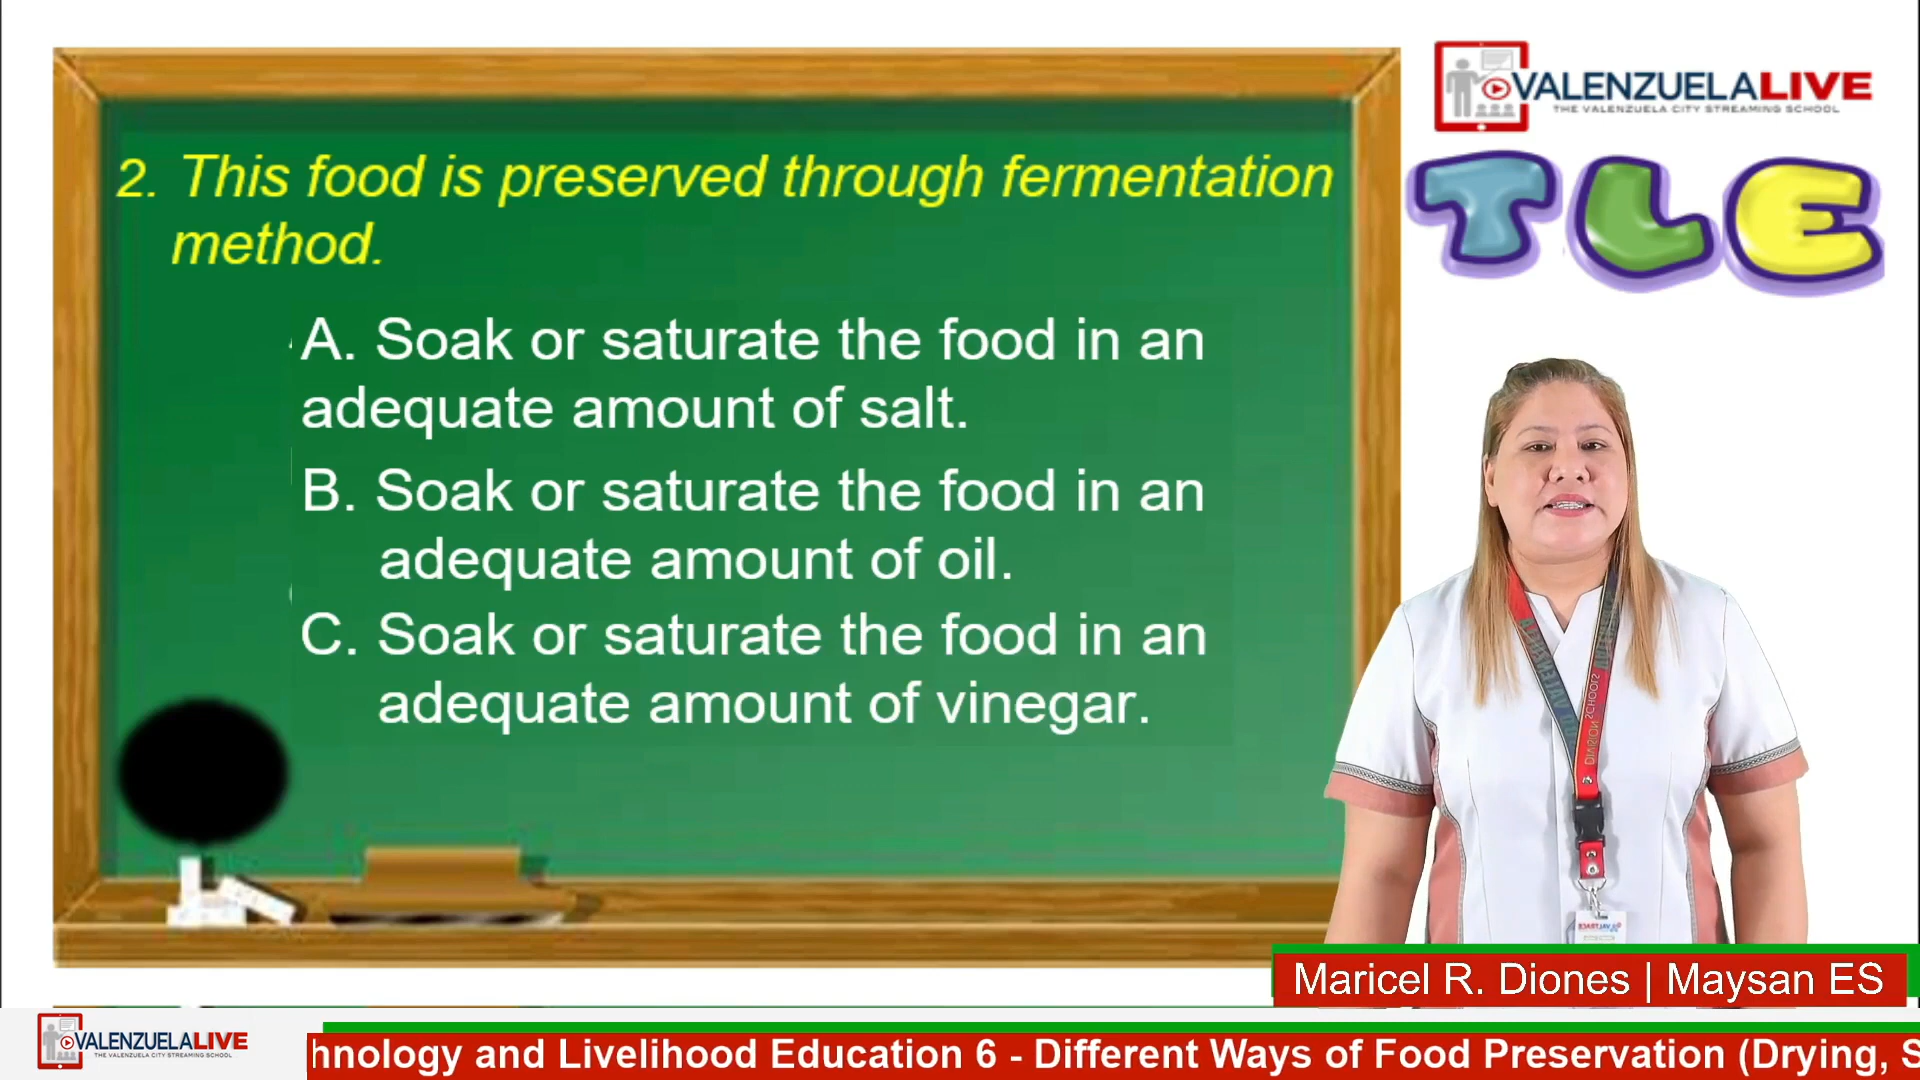 VALENZUELALIVE
THE VALENZUELA CITY STREAMING SCHOOL
TLE
2. This food is preserved through fermentation
method.
A. Soak or saturate the food in an
adequate amount of salt.
B. Soak or saturate the food in an
adequate amount of oil.
C. Soak or saturate the food in an
adequate amount of vinegar.
Maricel R. Diones | Maysan ES
VALENZUELALIVE
THE VALENZUELA CITY STREAMING SCHOOL
hnology and Livelihood Education 6 - Different Ways of Food Preservation (Drying, S